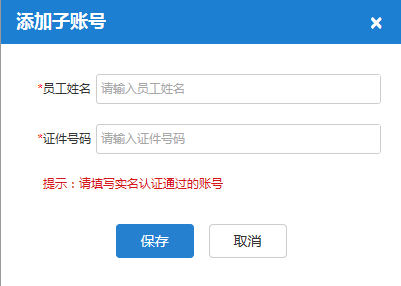 添加子账号 ×
*员工姓名 请输入员工姓名
*证件号码 请输入证件号码
提示：请填写实名认证通过的账号
保存 取消